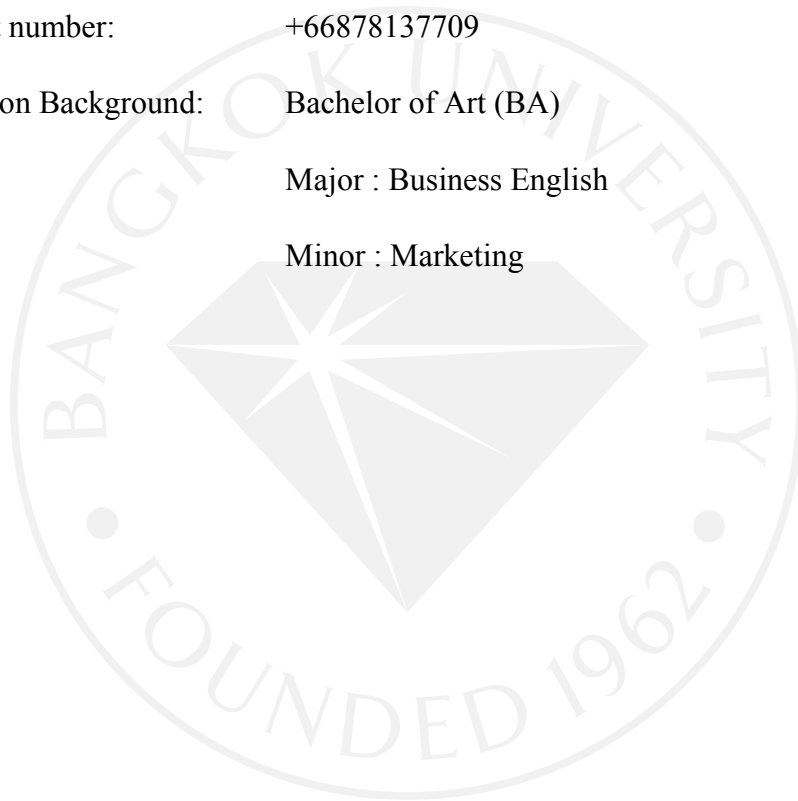 number: +66878137709
on Background: Bachelor of Art (BA)
Major : Business English
Minor : Marketing
BANGKOK UNIVERSITY
FOUNDED 1962